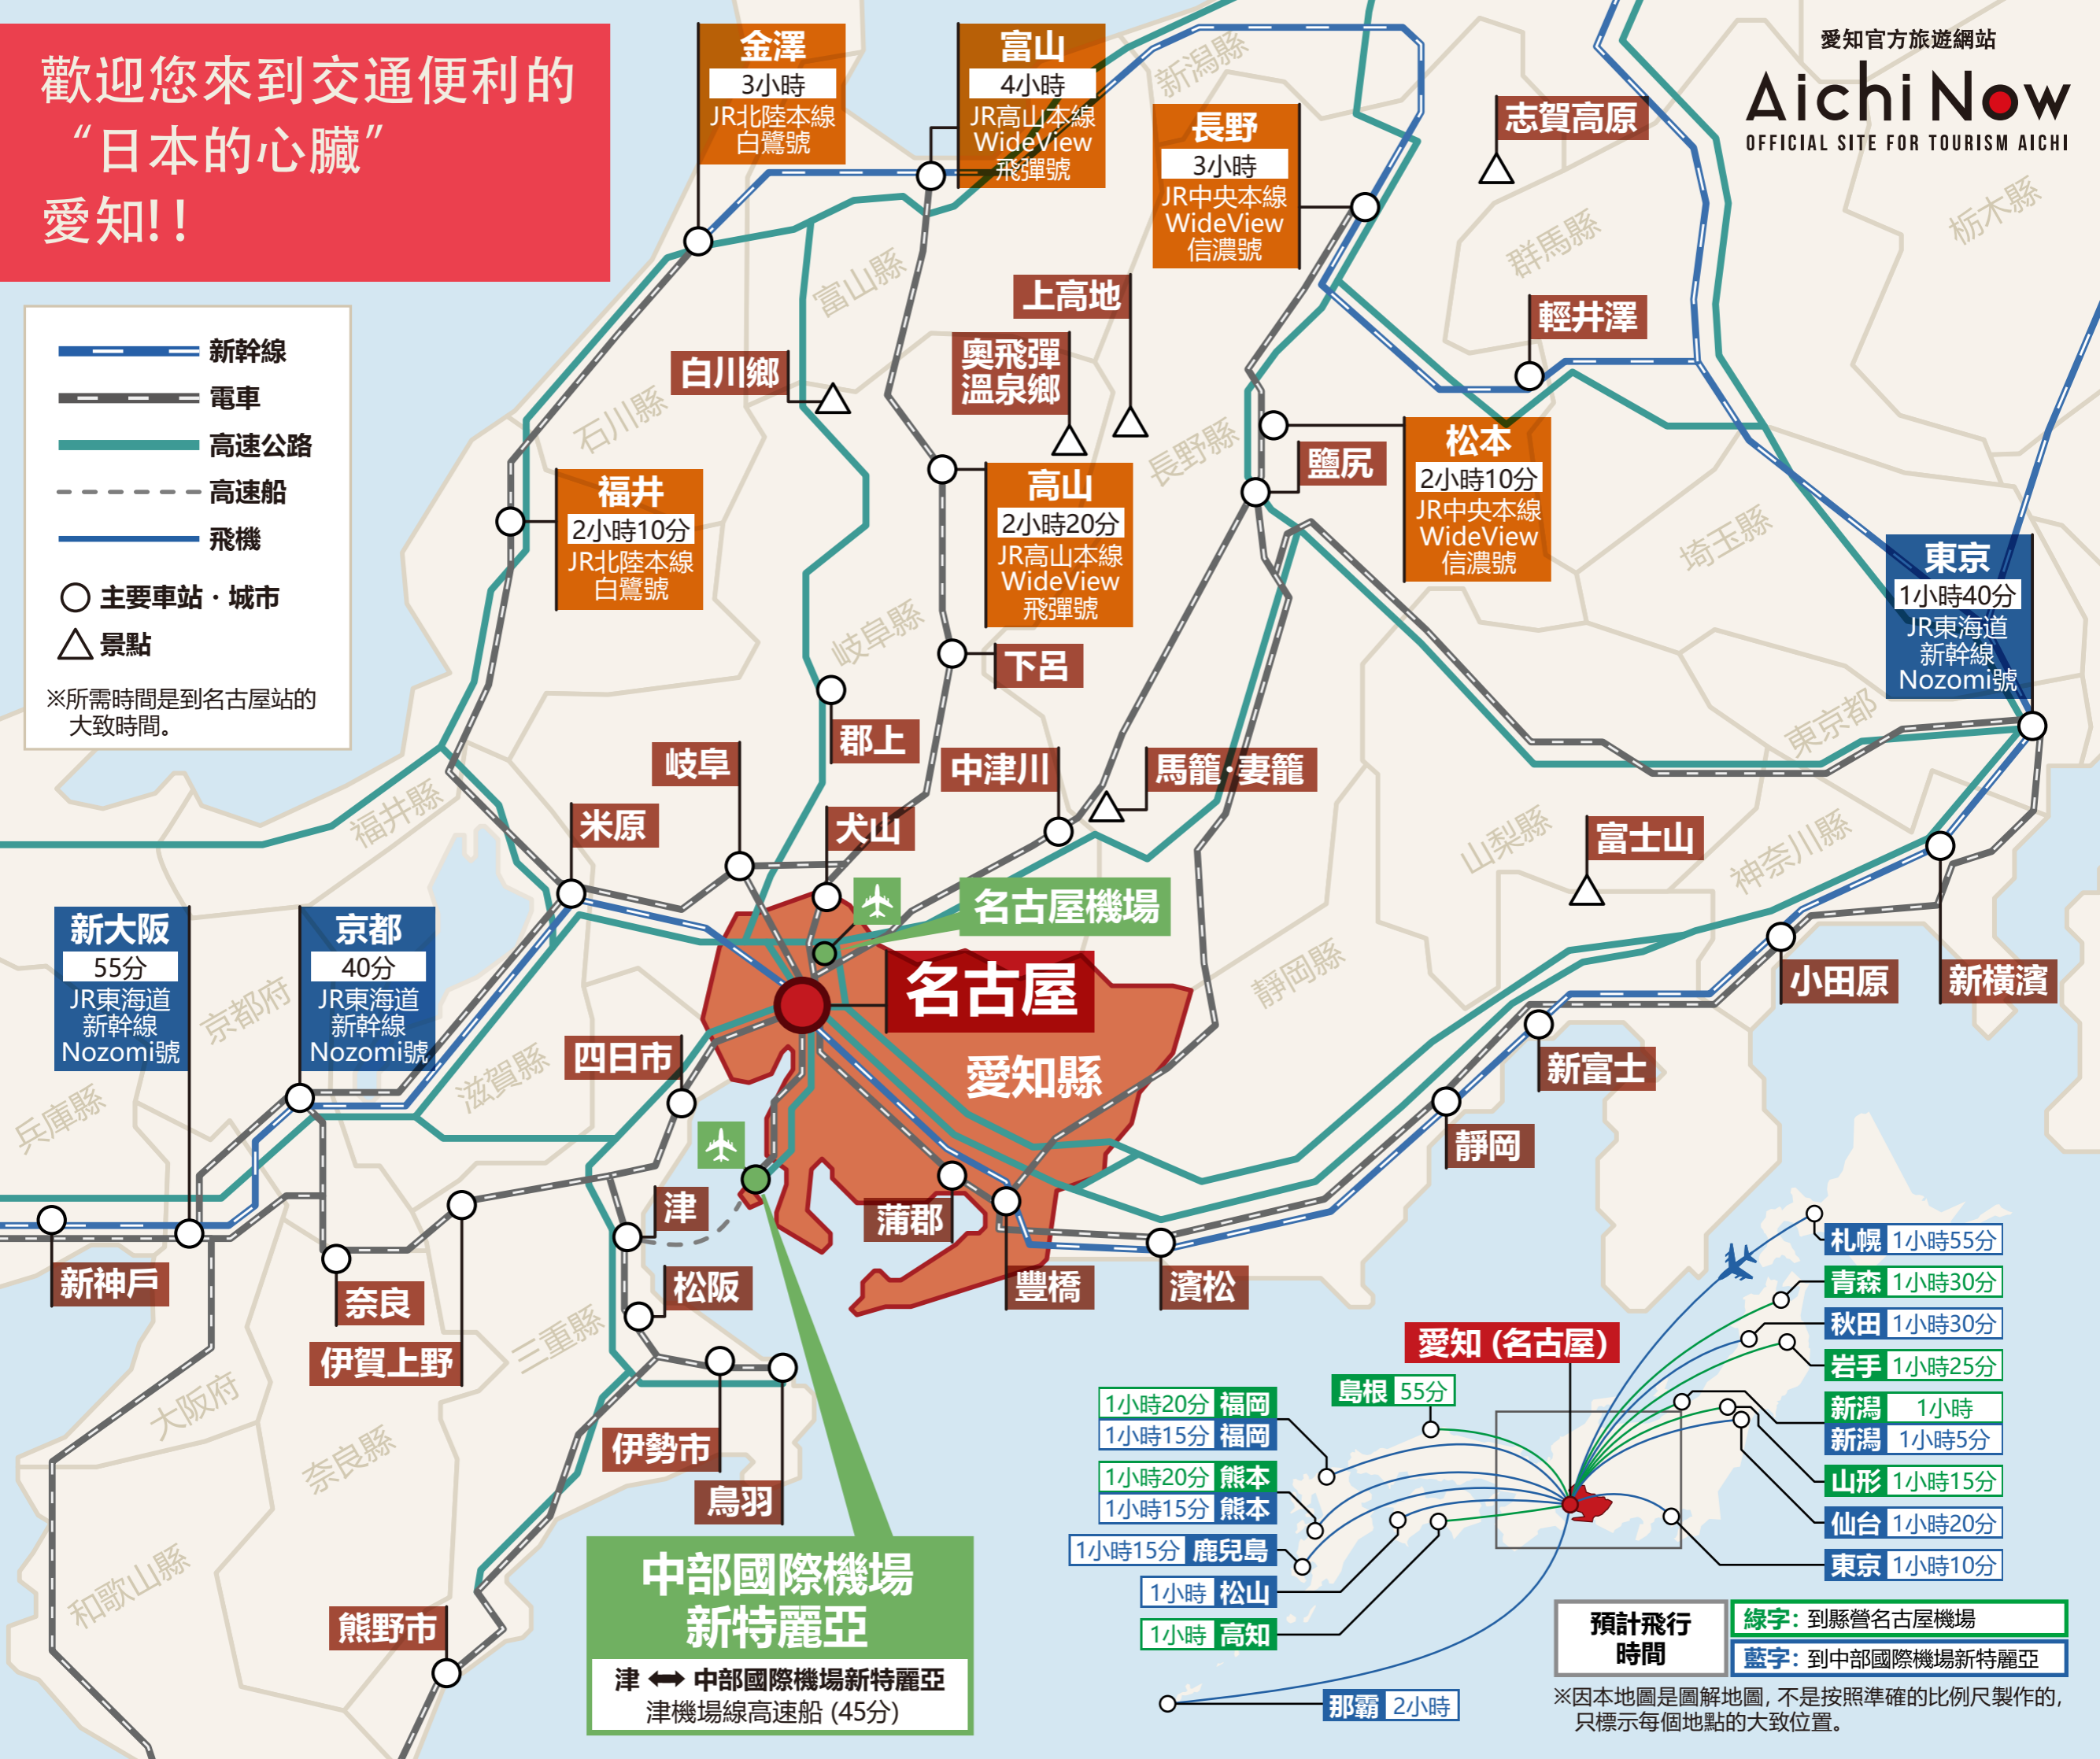 歡迎您來到交通便利的
“日本的心臟”
愛知!!
愛知官方旅遊網站
Aichi Now
OFFICIAL SITE FOR TOURISM AICHI
新幹線
電車
高速公路
高速船
飛機
主要車站・城市
景點
※所需時間是到名古屋站的
大致時間。
金澤
3小時
JR北陸本線
白鷺號
富山
4小時
JR高山本線
WideView
飛彈號
長野
3小時
JR中央本線
WideView
信濃號
志賀高原
新潟縣
栃木縣
群馬縣
富山縣
上高地
輕井澤
奧飛彈
溫泉鄉
白川鄉
石川縣
長野縣
鹽尻
松本
2小時10分
JR中央本線
WideView
信濃號
福井
2小時10分
JR北陸本線
白鷺號
高山
2小時20分
JR高山本線
WideView
飛彈號
埼玉縣
東京
1小時40分
JR東海道
新幹線
Nozomi號
岐阜縣
下呂
東京都
郡上
岐阜
中津川
馬籠・妻籠
米原
犬山
福井縣
山梨縣
富士山
神奈川縣
新大阪
55分
JR東海道
新幹線
Nozomi號
京都
40分
JR東海道
新幹線
Nozomi號
名古屋機場
名古屋
愛知縣
靜岡縣
小田原
新橫濱
京都府
滋賀縣
兵庫縣
四日市
新富士
靜岡
津
蒲郡
豐橋
濱松
新神戶
奈良
伊賀上野
松阪
三重縣
大阪府
奈良縣
伊勢市
鳥羽
和歌山縣
熊野市
中部國際機場
新特麗亞
津 ⟷ 中部國際機場新特麗亞
津機場線高速船 (45分)
愛知 (名古屋)
島根 55分
1小時20分 福岡
1小時15分 福岡
1小時20分 熊本
1小時15分 熊本
1小時15分 鹿兒島
1小時 松山
1小時 高知
那霸 2小時
札幌 1小時55分
青森 1小時30分
秋田 1小時30分
岩手 1小時25分
新潟 1小時
新潟 1小時5分
山形 1小時15分
仙台 1小時20分
東京 1小時10分
預計飛行
時間
綠字：到縣營名古屋機場
藍字：到中部國際機場新特麗亞
※因本地圖是圖解地圖，不是按照準確的比例尺製作的，
只標示每個地點的大致位置。